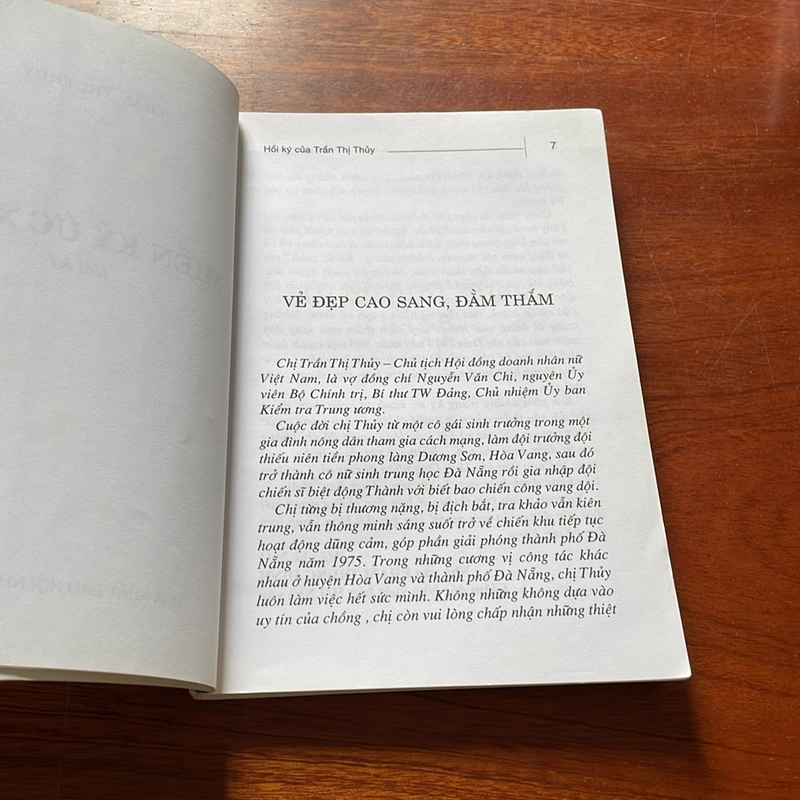 Hồi ký của Trần Thị Thủy
7
VẺ ĐẸP CAO SANG, ĐẰM THẮM
Chị Trần Thị Thủy – Chủ tịch Hội đồng doanh nhân nữ
Việt Nam, là vợ đồng chí Nguyễn Văn Chi, nguyên Ủy
viên Bộ Chính trị, Bí thư TW Đảng, Chủ nhiệm Ủy ban
Kiểm tra Trung ương.
Cuộc đời chị Thủy từ một cô gái sinh trưởng trong một
gia đình nông dân tham gia cách mạng, làm đội trưởng đội
thiếu niên tiền phong làng Dương Sơn, Hòa Vang, sau đó
trở thành cô nữ sinh trung học Đà Nẵng rồi gia nhập đội
chiến sĩ biệt động Thành với biết bao chiến công vang dội.
Chị từng bị thương nặng, bị địch bắt, tra khảo vẫn kiên
trung, vẫn thông minh sáng suốt trở về chiến khu tiếp tục
hoạt động dũng cảm, góp phần giải phóng thành phố Đà
Nẵng năm 1975. Trong những cương vị công tác khác
nhau ở huyện Hòa Vang và thành phố Đà Nẵng, chị Thủy
luôn làm việc hết sức mình. Không những không dựa vào
uy tín của chồng , chị còn vui lòng chấp nhận những thiệt